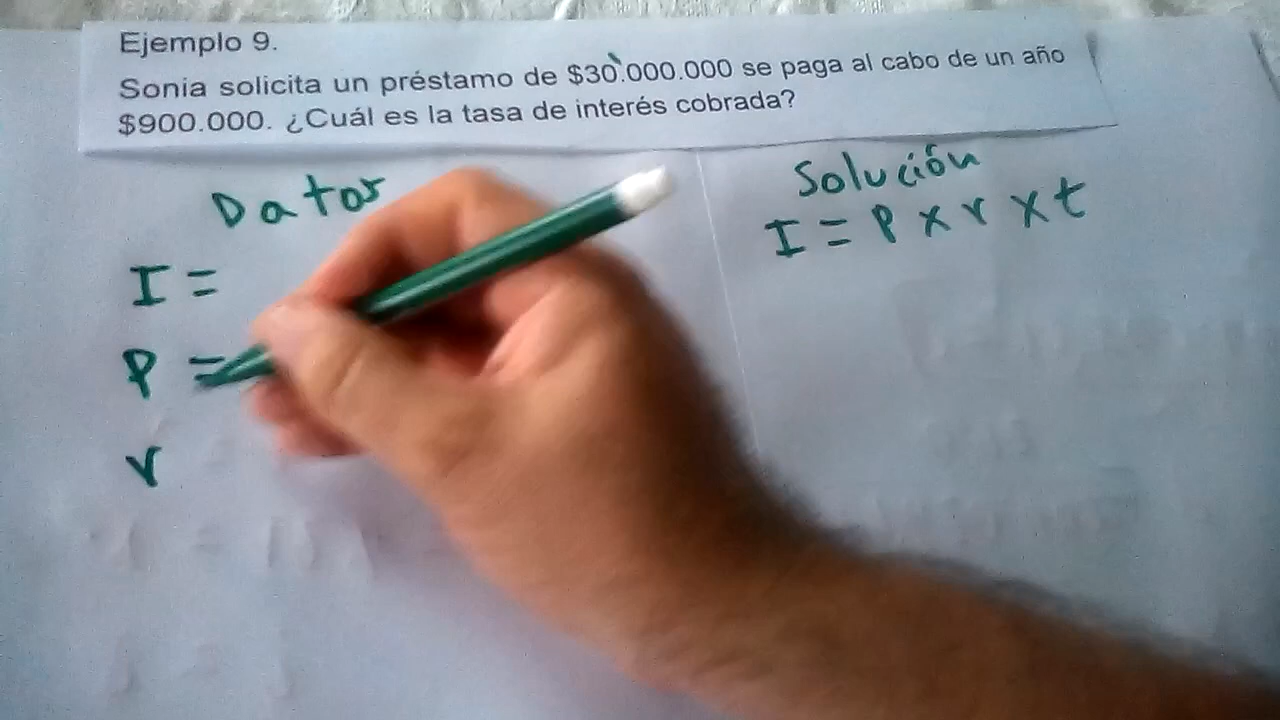 Ejemplo 9.
Sonia solicita un préstamo de $30.000.000 se paga al cabo de un año
$900.000. ¿Cuál es la tasa de interés cobrada?
Datos
I =
P =
r
Solución
I = P x r x t